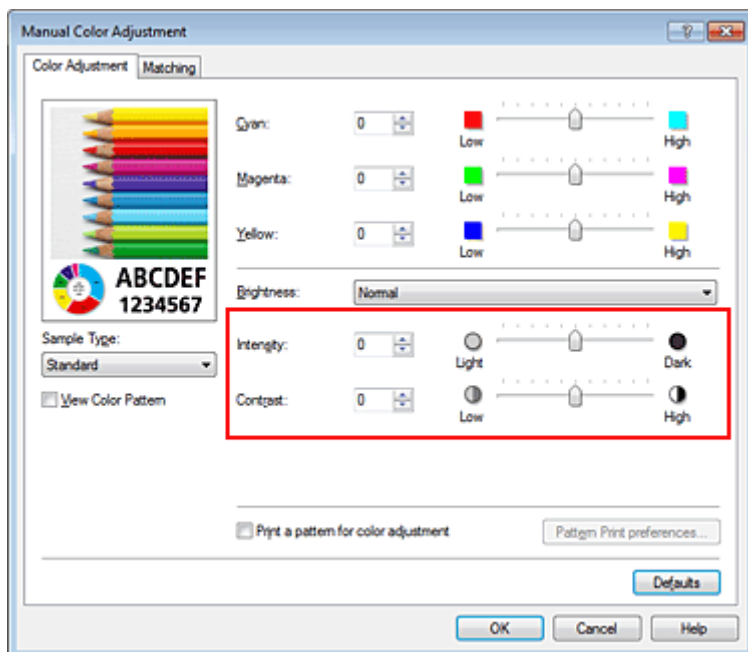 Manual Color Adjustment
Color Adjustment Matching
Cyan: 0 Low High
Magenta: 0 Low High
Yellow: 0 Low High
ABCDEF
1234567
Brightness: Normal
Sample Type:
Standard
View Color Pattern
Intensity: 0 Light Dark
Contrast: 0 Low High
Print a pattern for color adjustment Pattern Print preferences...
Defaults
OK Cancel Help